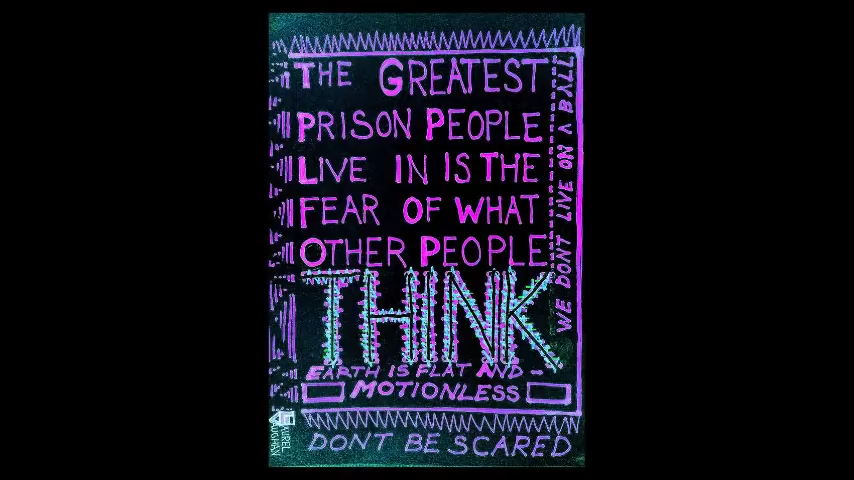 THE GREATEST
PRISON PEOPLE
LIVE IN IS THE
FEAR OF WHAT
OTHER PEOPLE
THINK
EARTH IS FLAT AND -
MOTIONLESS
DONT BE SCARED
WE DONT LIVE ON A BALL